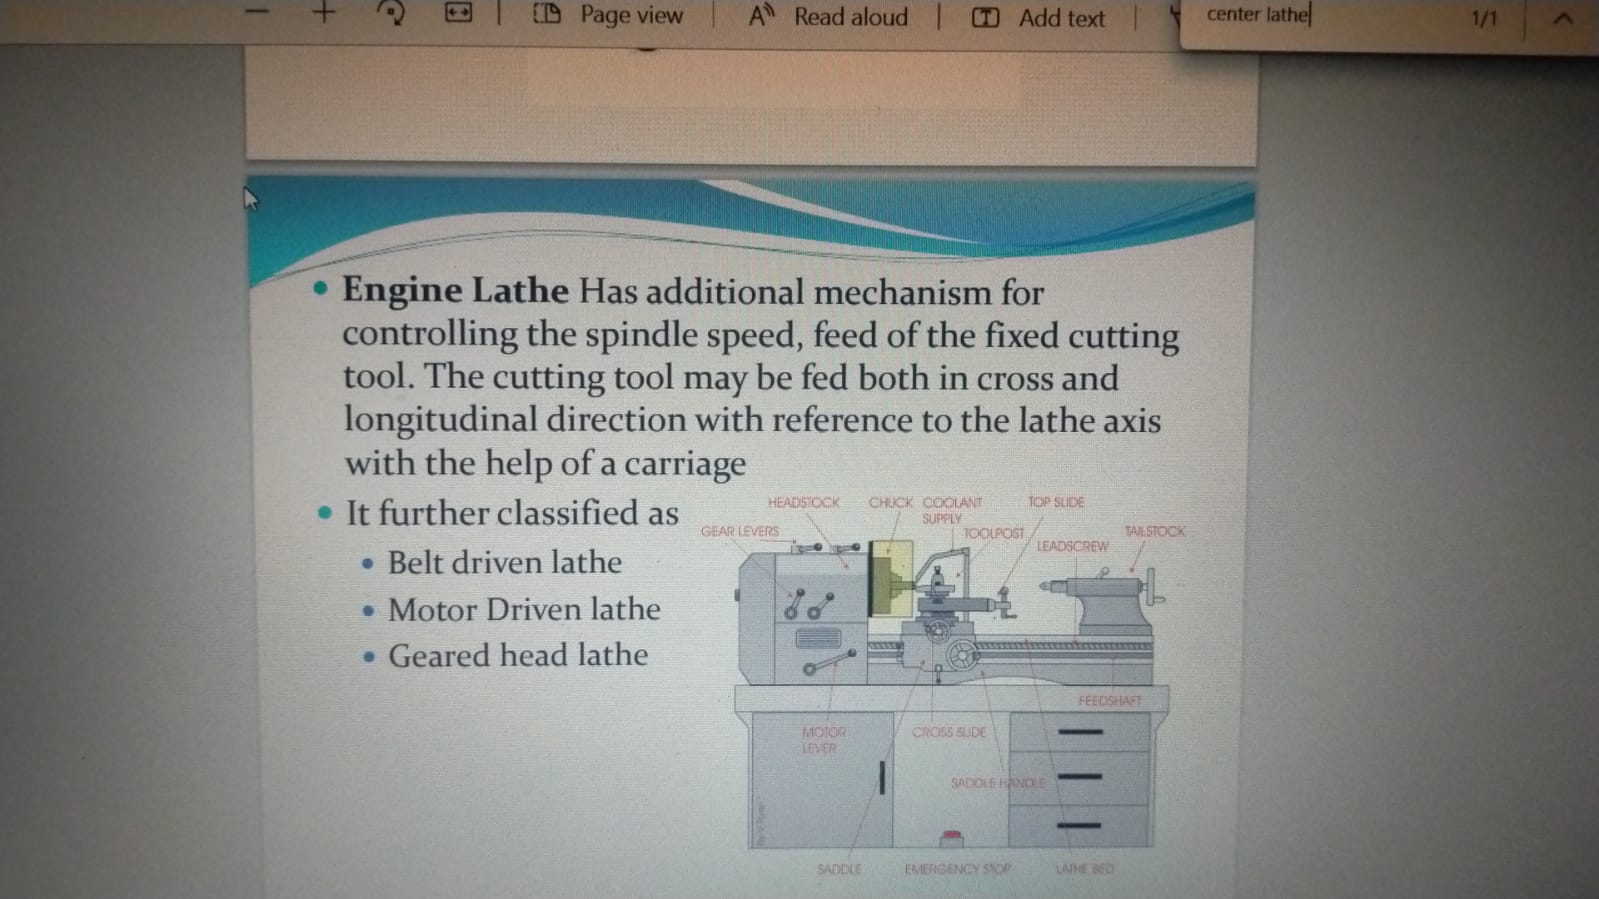 Page view
Read aloud
Add text
center lathe
1/1
• Engine Lathe Has additional mechanism for
controlling the spindle speed, feed of the fixed cutting
tool. The cutting tool may be fed both in cross and
longitudinal direction with reference to the lathe axis
with the help of a carriage
• It further classified as
• Belt driven lathe
• Motor Driven lathe
• Geared head lathe
HEADSTOCK
CHUCK
COOLANT
SUPPLY
TOP SLIDE
GEAR LEVERS
TOOLPOST
TAILSTOCK
LEADSCREW
FEEDSHAFT
MOTOR
LEVER
CROSS SLIDE
SADDLE HANDLE
SADDLE
EMERGENCY STOP
LATHE BED